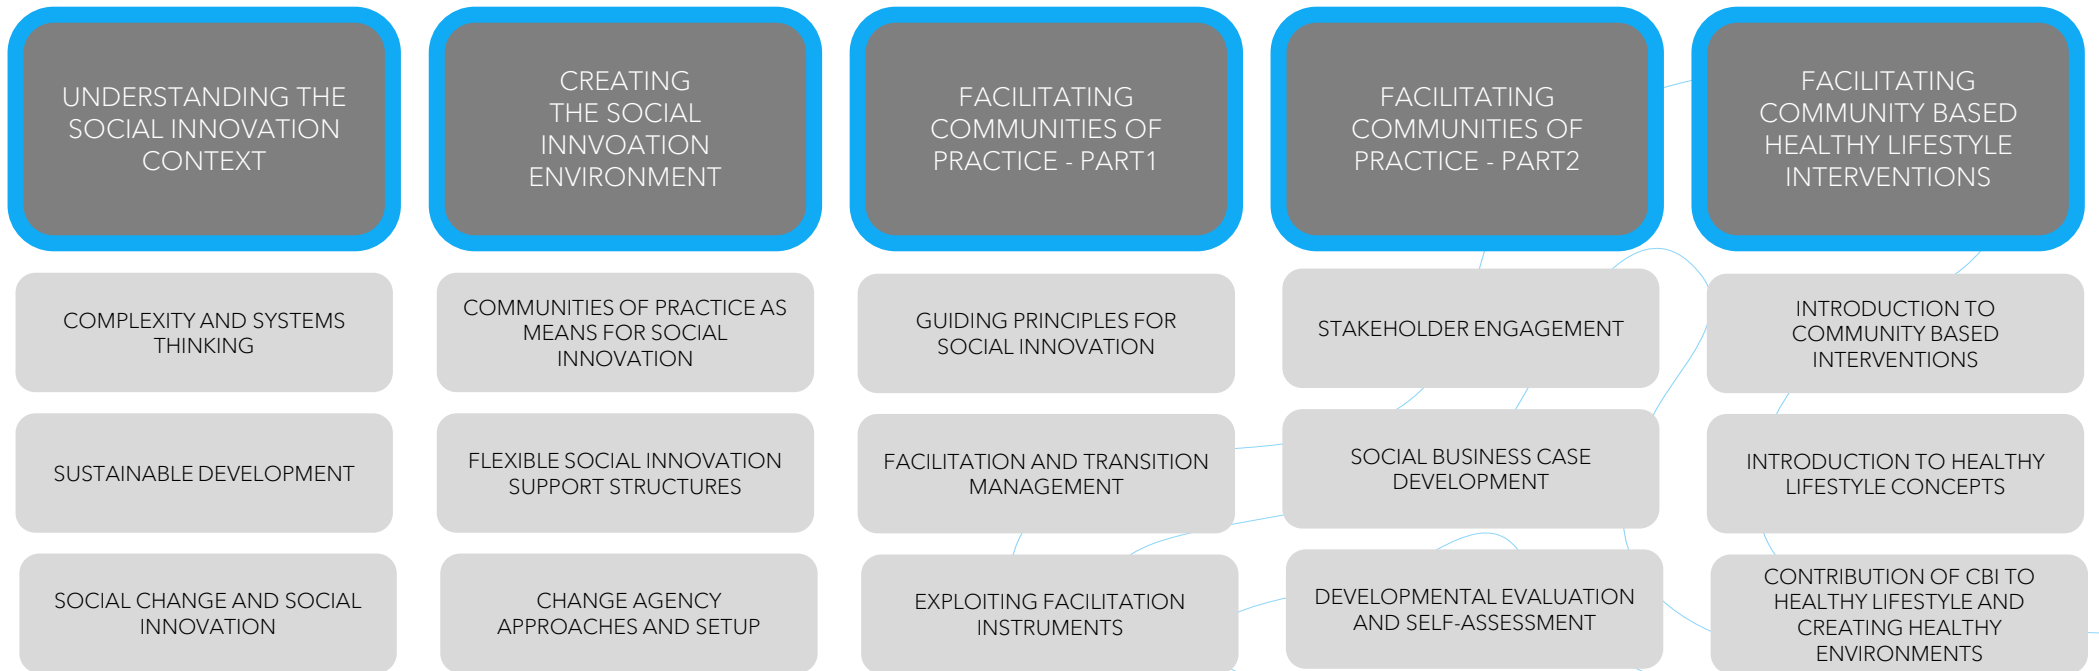 UNDERSTANDING THE
SOCIAL INNOVATION
CONTEXT
CREATING
THE SOCIAL
INNVOATION
ENVIRONMENT
FACILITATING
COMMUNITIES OF
PRACTICE - PART1
FACILITATING
COMMUNITIES OF
PRACTICE - PART2
FACILITATING
COMMUNITY BASED
HEALTHY LIFESTYLE
INTERVENTIONS
COMPLEXITY AND SYSTEMS
THINKING
COMMUNITIES OF PRACTICE AS
MEANS FOR SOCIAL
INNOVATION
GUIDING PRINCIPLES FOR
SOCIAL INNOVATION
STAKEHOLDER ENGAGEMENT
INTRODUCTION TO
COMMUNITY BASED
INTERVENTIONS
SUSTAINABLE DEVELOPMENT
FLEXIBLE SOCIAL INNOVATION
SUPPORT STRUCTURES
FACILITATION AND TRANSITION
MANAGEMENT
SOCIAL BUSINESS CASE
DEVELOPMENT
INTRODUCTION TO HEALTHY
LIFESTYLE CONCEPTS
SOCIAL CHANGE AND SOCIAL
INNOVATION
CHANGE AGENCY
APPROACHES AND SETUP
EXPLOITING FACILITATION
INSTRUMENTS
DEVELOPMENTAL EVALUATION
AND SELF-ASSESSMENT
CONTRIBUTION OF CBI TO
HEALTHY LIFESTYLE AND
CREATING HEALTHY
ENVIRONMENTS